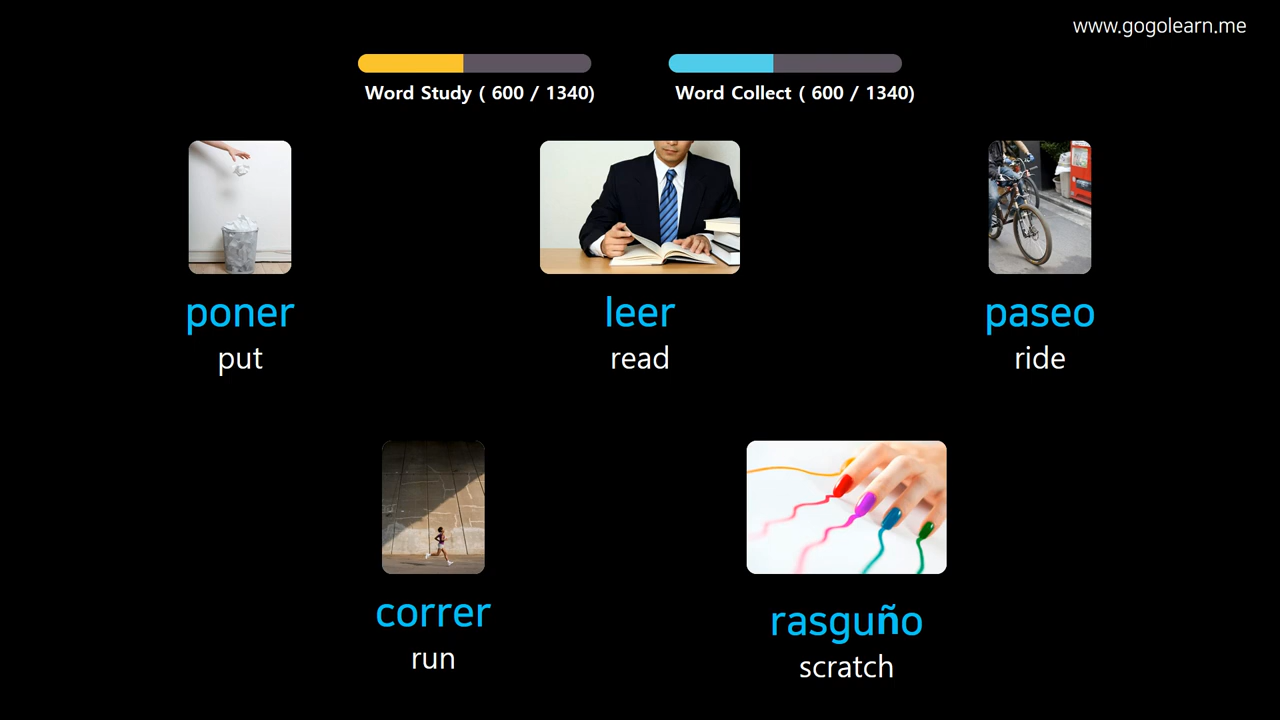 www.gogolearn.me
Word Study ( 600 / 1340)
Word Collect ( 600 / 1340)
poner
put
leer
read
paseo
ride
correr
run
rasguño
scratch